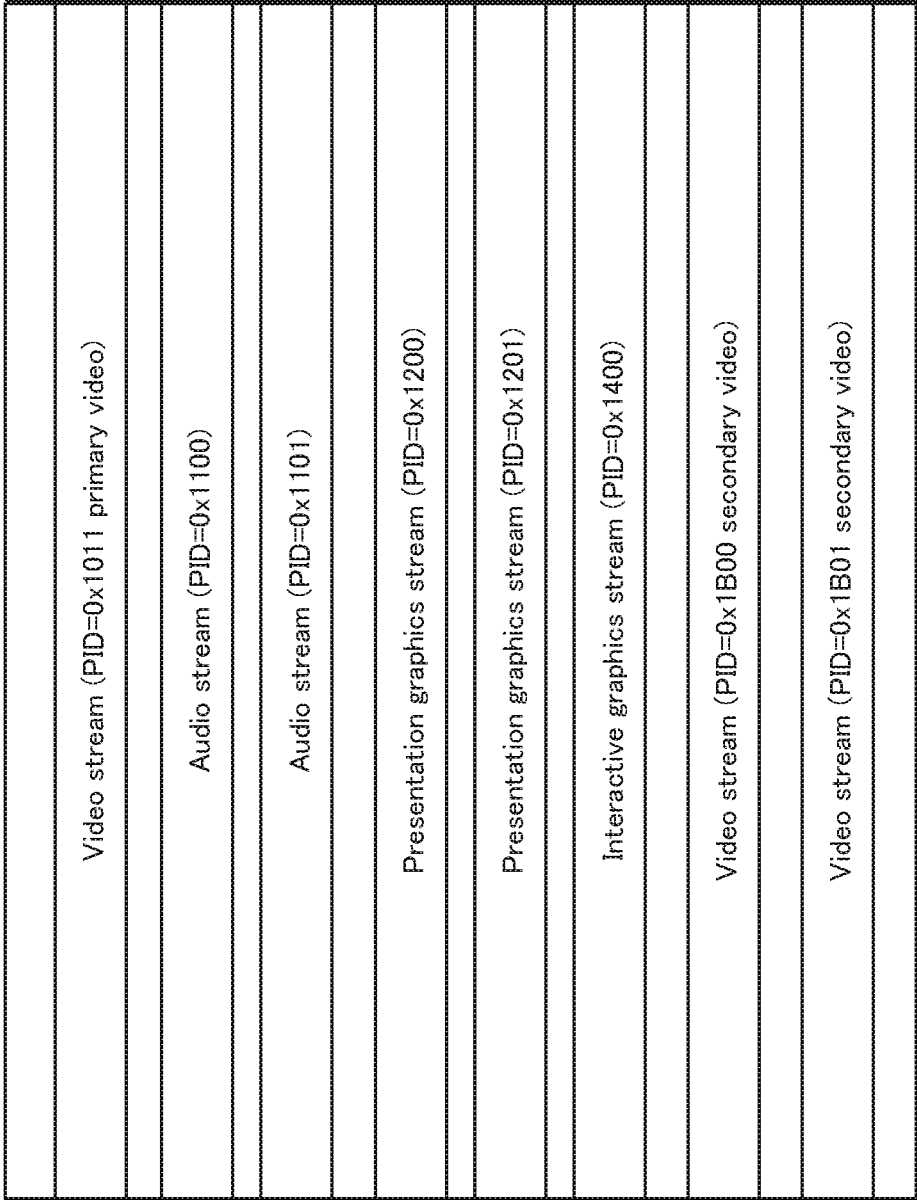 Video stream (PID=0x1011 primary video)
Audio stream (PID=0x1100)
Audio stream (PID=0x1101)
Presentation graphics stream (PID=0x1200)
Presentation graphics stream (PID=0x1201)
Interactive graphics stream (PID=0x1400)
Video stream (PID=0x1B00 secondary video)
Video stream (PID=0x1B01 secondary video)